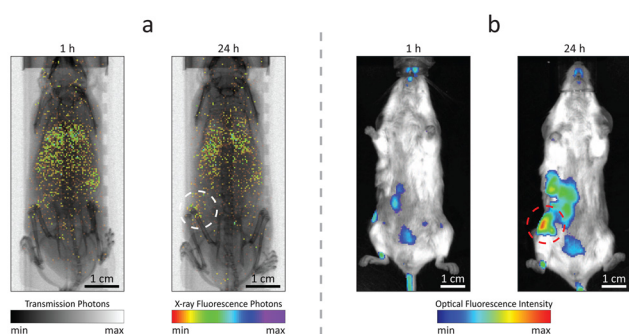 a
b
1 h
24 h
1 h
24 h
1 cm
1 cm
1 cm
1 cm
Transmission Photons
X-ray Fluorescence Photons
Optical Fluorescence Intensity
min
max
min
max
min
max